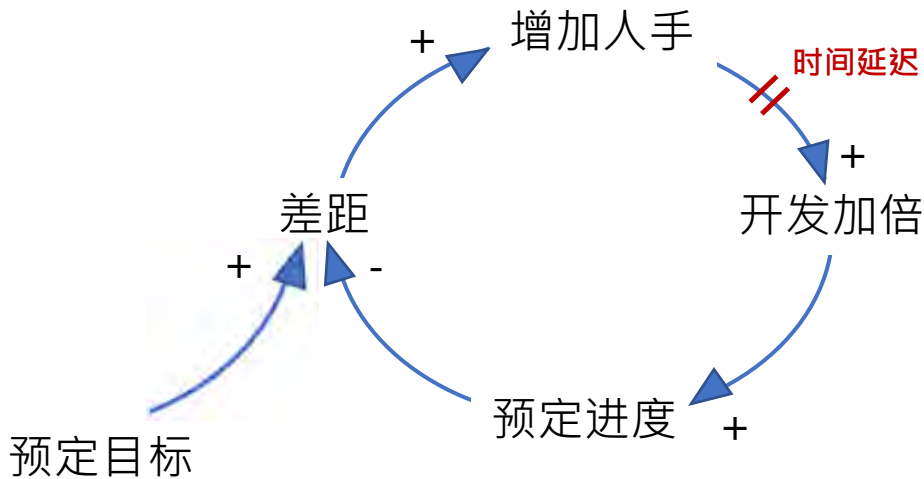 增加人手
+
时间延迟
+
差距
开发加倍
+
-
预定进度
+
预定目标